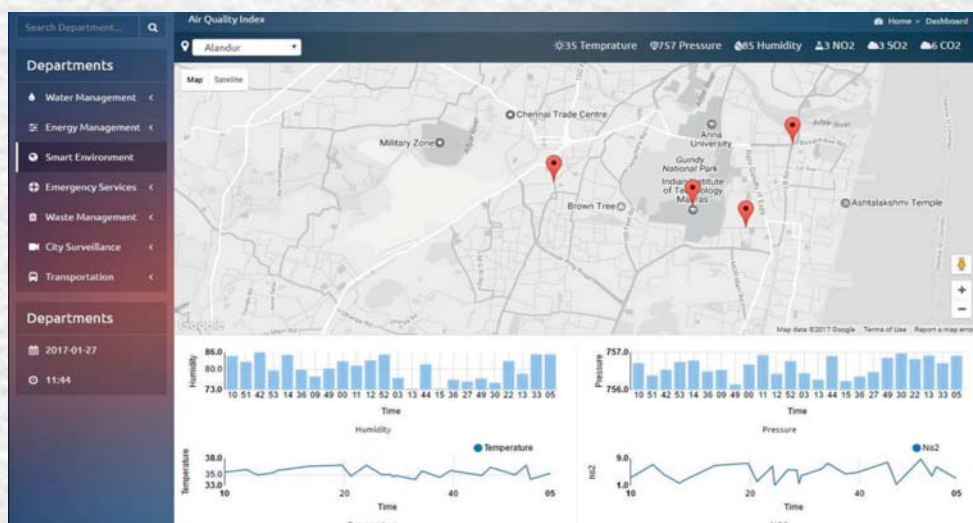 Search Department...
Departments
Water Management <
Energy Management <
Smart Environment
Emergency Services <
Waste Management <
City Surveillance <
Transportation <
Departments
2017-01-27
11:44
Air Quality Index
Home > Dashboard
Alandur
35 Temprature 757 Pressure 85 Humidity 3 NO2 3 SO2 6 CO2
Map Satellite
Chennai Trade Centre
Military Zone
Anna
University
Adyar River
Guindy
National Park
Indian Institute
of Technology
Madras
Brown Tree
Ashtalakshmi Temple
Google
Map data ©2017 Google Terms of Use Report a map error
Humidity
86.0
80.0
73.0
10 51 42 53 14 36 09 49 00 11 12 52 03 13 44 15 36 27 49 30 22 13 33 05
Time
Humidity
Pressure
757.0
756.0
10 51 42 53 14 36 09 49 00 11 12 52 03 13 44 15 36 27 49 30 22 13 33 05
Time
Pressure
Temperature
Temperature
38.0
35.0
33.0
10 20 40 05
Time
No2
no2
9.0
1.0
10 20 40 05
Time